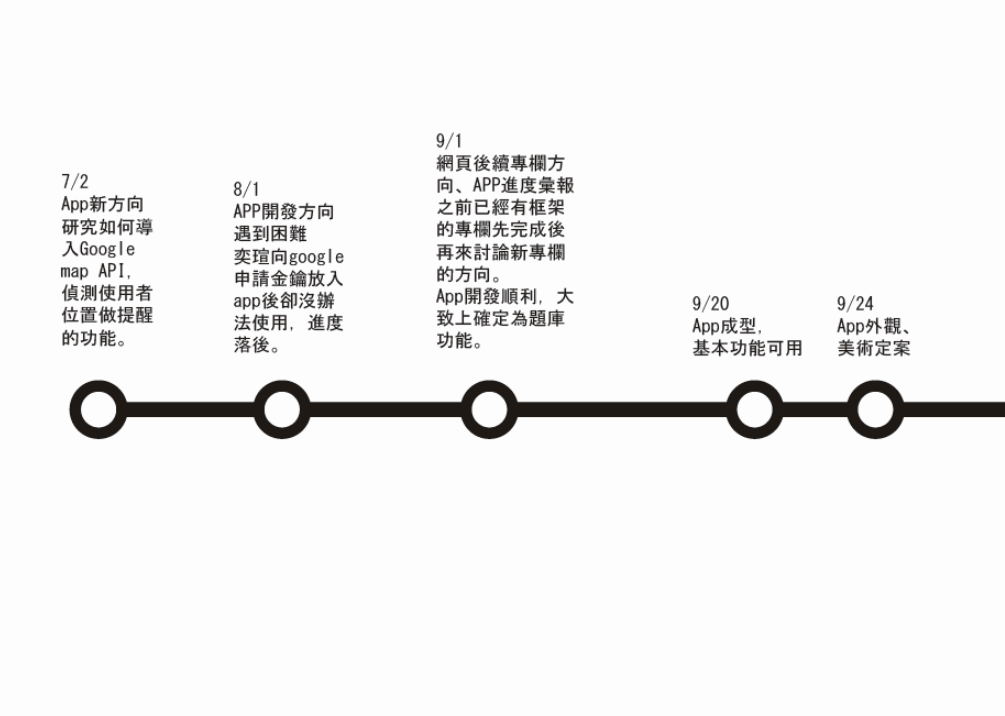 7/2
App新方向
研究如何導
入Google
map API,
偵測使用者
位置做提醒
的功能。
8/1
APP開發方向
遇到困難
奕瑄向google
申請金鑰放入
app後卻沒辦
法使用, 進度
落後。
9/1
網頁後續專欄方
向、APP進度彙報
之前已經有框架
的專欄先完成後
再來討論新專欄
的方向。
App開發順利, 大
致上確定為題庫
功能。
9/20
App成型,
基本功能可用
9/24
App外觀、
美術定案